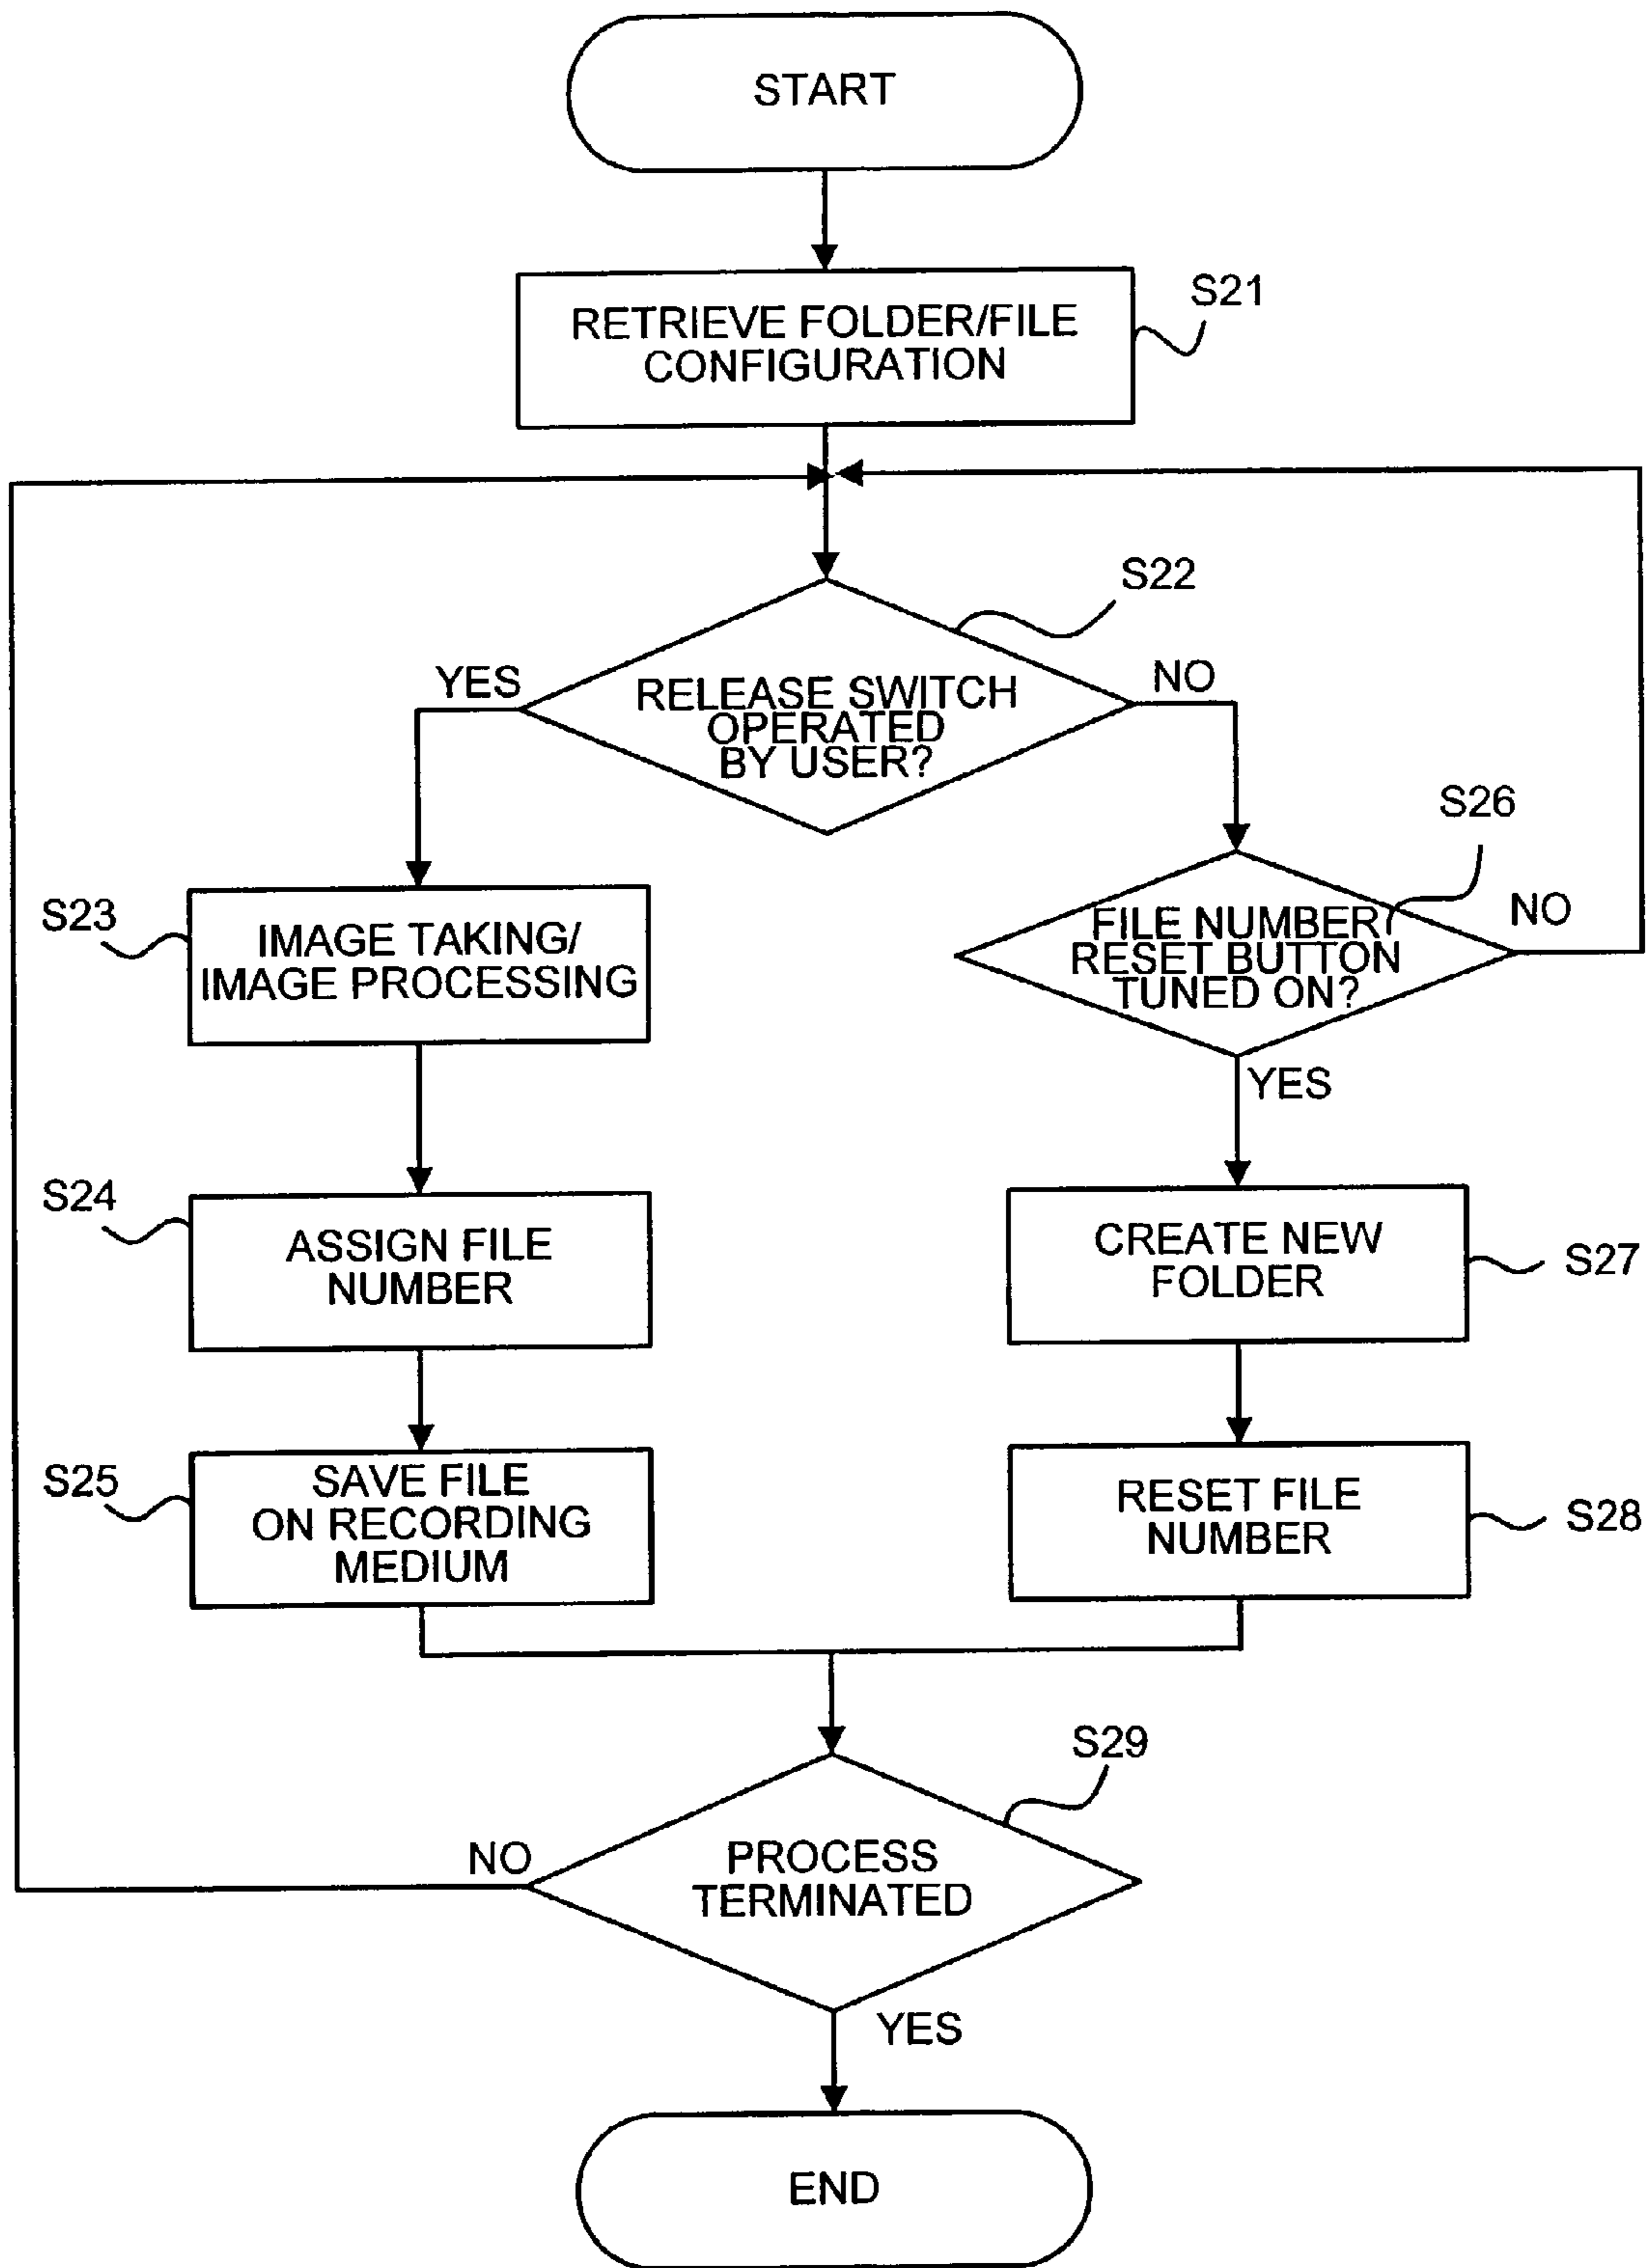 START
RETRIEVE FOLDER/FILE
CONFIGURATION
S21
S22
YES
NO
RELEASE SWITCH
OPERATED
BY USER?
S26
S23
IMAGE TAKING/
IMAGE PROCESSING
FILE NUMBER
RESET BUTTON
TUNED ON?
NO
YES
S24
ASSIGN FILE
NUMBER
CREATE NEW
FOLDER
S27
S25
SAVE FILE
ON RECORDING
MEDIUM
RESET FILE
NUMBER
S28
S29
NO
PROCESS
TERMINATED
YES
END